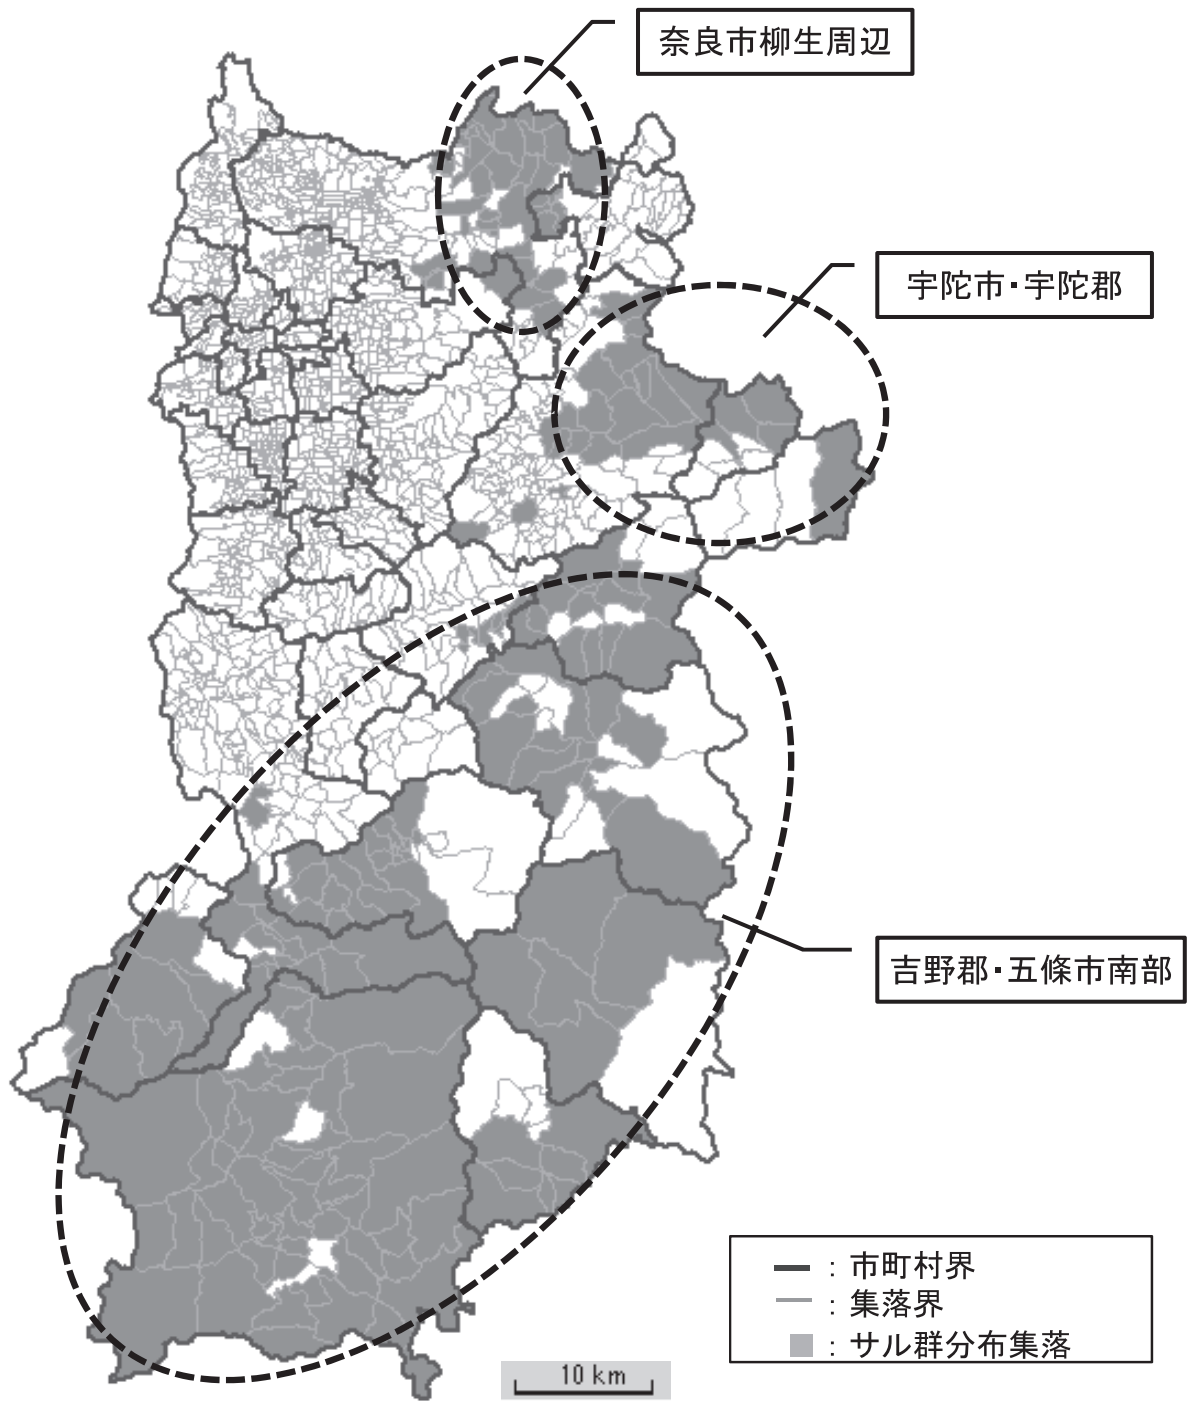 奈良市柳生周辺
宇陀市・宇陀郡
吉野郡・五條市南部
：市町村界
：集落界
：サル群分布集落
10 km